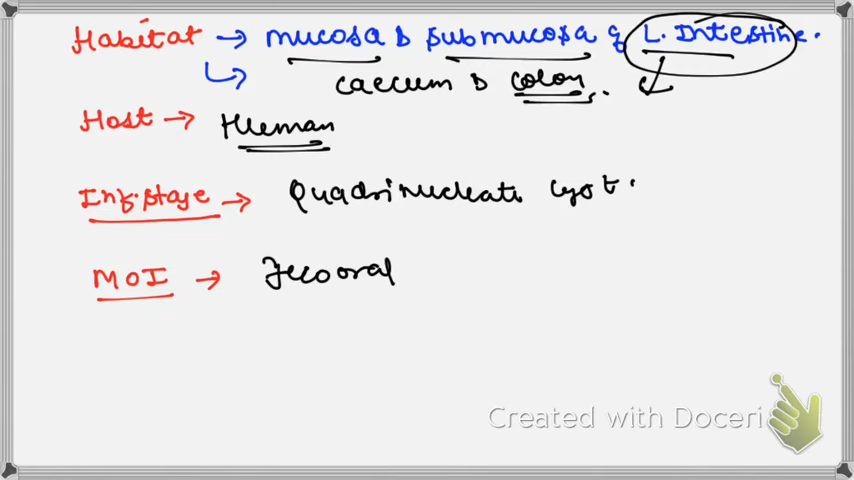 Habitat → mucosa & submucosa of L. Intestine.
↳ caecum & colon.
Host → Human
Inf. stage → Quadrinucleate cyst.
MOI → Fecooral
Created with Doceri